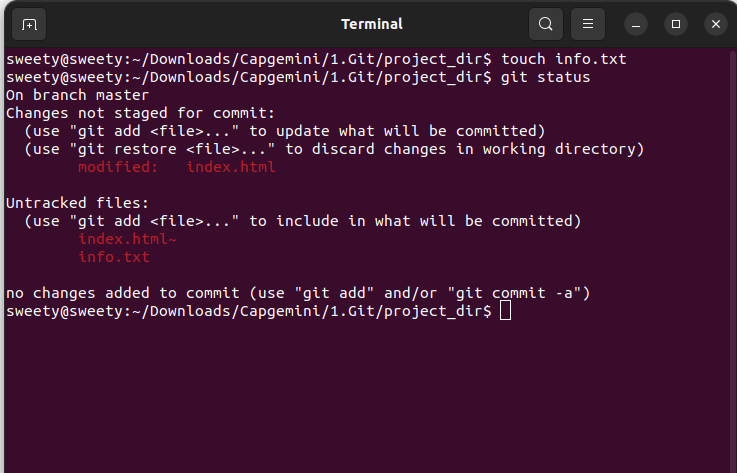 Terminal
sweety@sweety:~/Downloads/Capgemini/1.Git/project_dir$ touch info.txt
sweety@sweety:~/Downloads/Capgemini/1.Git/project_dir$ git status
On branch master
Changes not staged for commit:
  (use "git add <file>..." to update what will be committed)
  (use "git restore <file>..." to discard changes in working directory)
        modified:   index.html

Untracked files:
  (use "git add <file>..." to include in what will be committed)
        index.html~
        info.txt

no changes added to commit (use "git add" and/or "git commit -a")
sweety@sweety:~/Downloads/Capgemini/1.Git/project_dir$